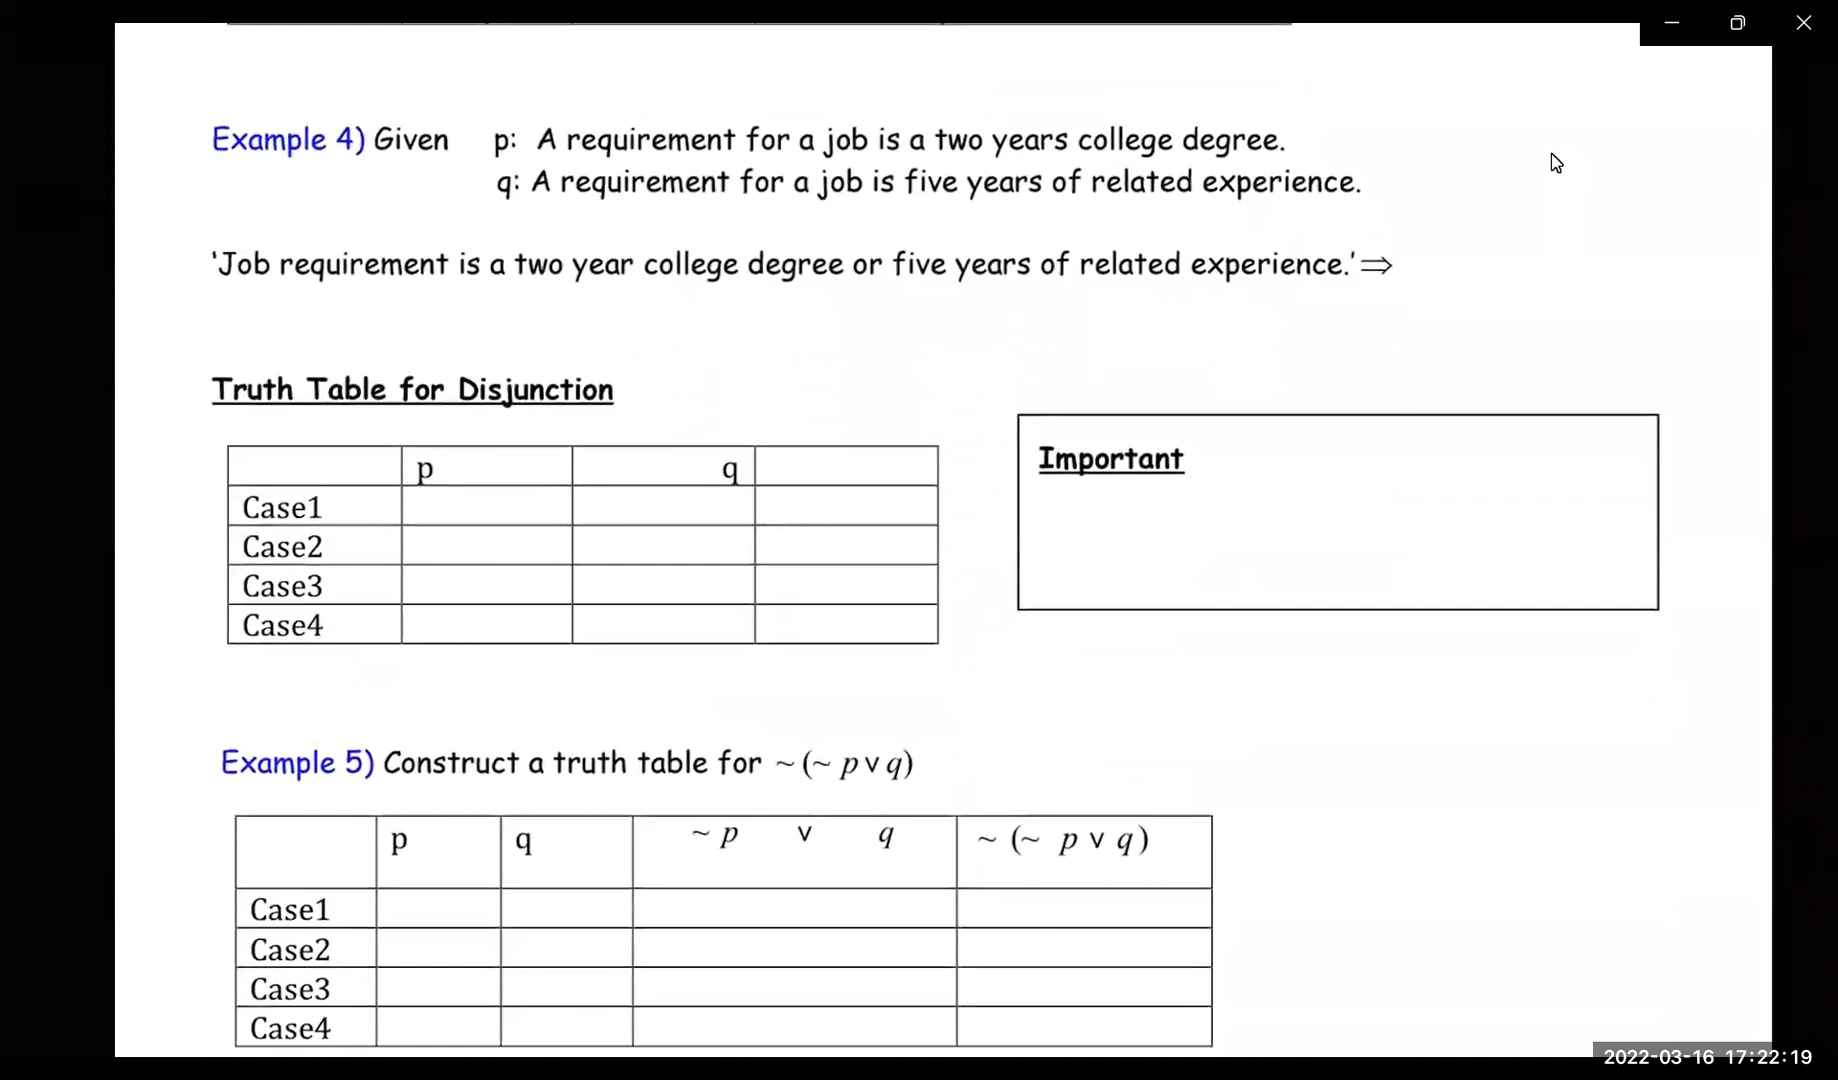 Example 4) Given p: A requirement for a job is a two years college degree.
q: A requirement for a job is five years of related experience.
'Job requirement is a two year college degree or five years of related experience.'⇒
Truth Table for Disjunction
p q
Case1
Case2
Case3
Case4
Important
Example 5) Construct a truth table for ~(~ p ∨ q)
p q ~ p ∨ q ~ (~ p ∨ q)
Case1
Case2
Case3
Case4
2022-03-16 17:22:19